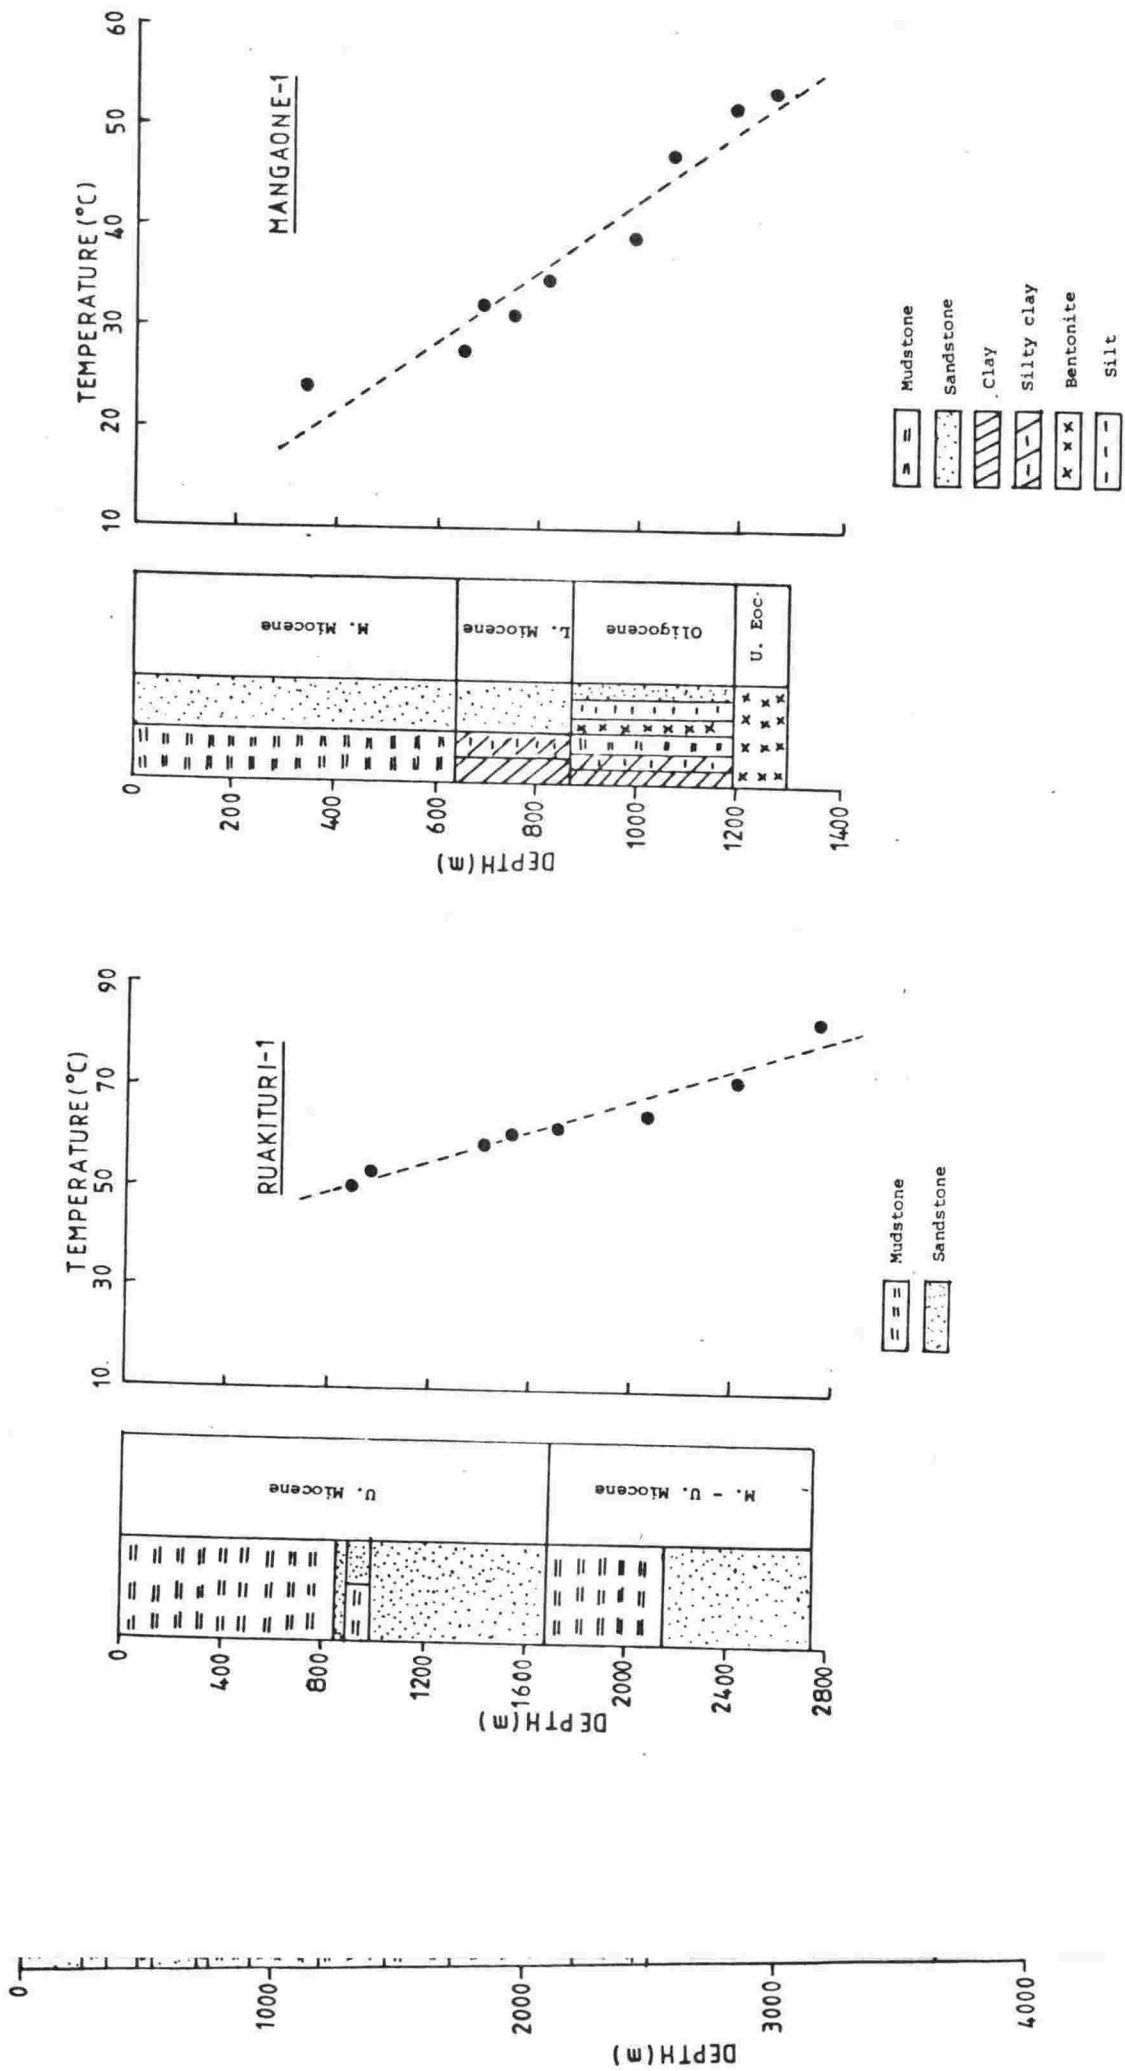 TEMPERATURE (°C)
10 20 30 40 50 60
MANGAONE-1
M. Miocene
L. Miocene
Oligocene
U. Eoc.
0
200
400
600
800
1000
1200
1400
DEPTH (m)
Mudstone
Sandstone
Clay
Silty clay
Bentonite
Silt
TEMPERATURE (°C)
10 30 50 70 90
RUAKITURI-1
U. Miocene
M. - U. Miocene
0
400
800
1200
1600
2000
2400
2800
DEPTH (m)
Mudstone
Sandstone
0
1000
2000
3000
4000
DEPTH (m)